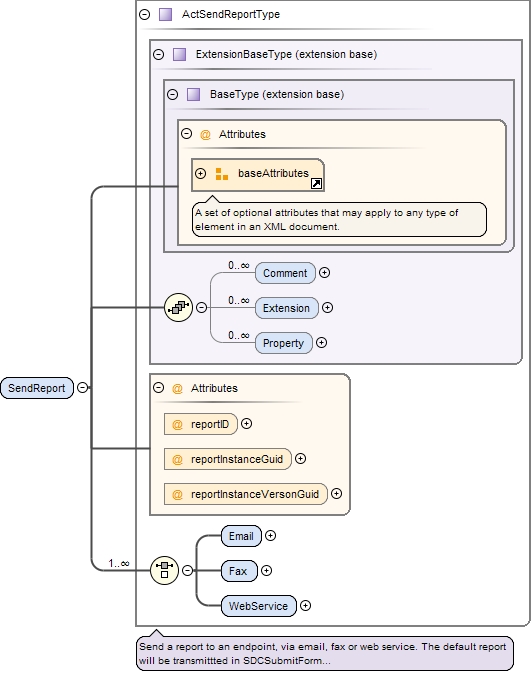 ActSendReportType
ExtensionBaseType (extension base)
BaseType (extension base)
@ Attributes
baseAttributes
A set of optional attributes that may apply to any type of
element in an XML document.
0..∞ Comment
0..∞ Extension
0..∞ Property
SendReport
@ Attributes
@ reportID
@ reportInstanceGuid
@ reportInstanceVersonGuid
1..∞
Email
Fax
WebService
Send a report to an endpoint, via email, fax or web service. The default report
will be transmittted in SDCSubmitForm...